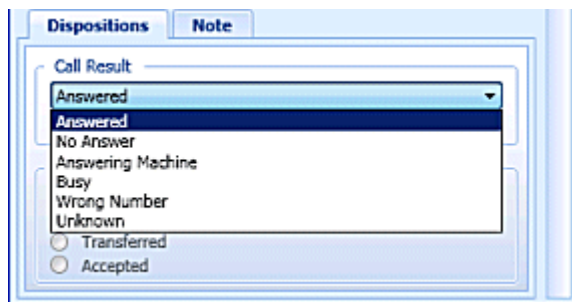 Dispositions Note
Call Result
Answered
Answered
No Answer
Answering Machine
Busy
Wrong Number
Unknown
Transferred
Accepted